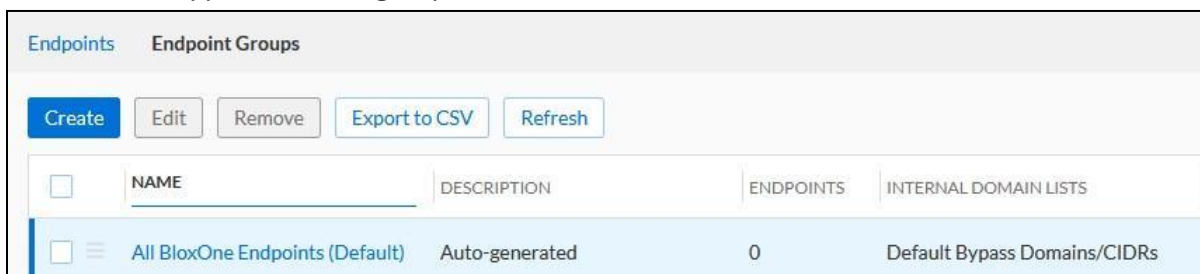 Endpoints Endpoint Groups
Create Edit Remove Export to CSV Refresh
NAME DESCRIPTION ENDPOINTS INTERNAL DOMAIN LISTS
All BloxOne Endpoints (Default) Auto-generated 0 Default Bypass Domains/CIDRs